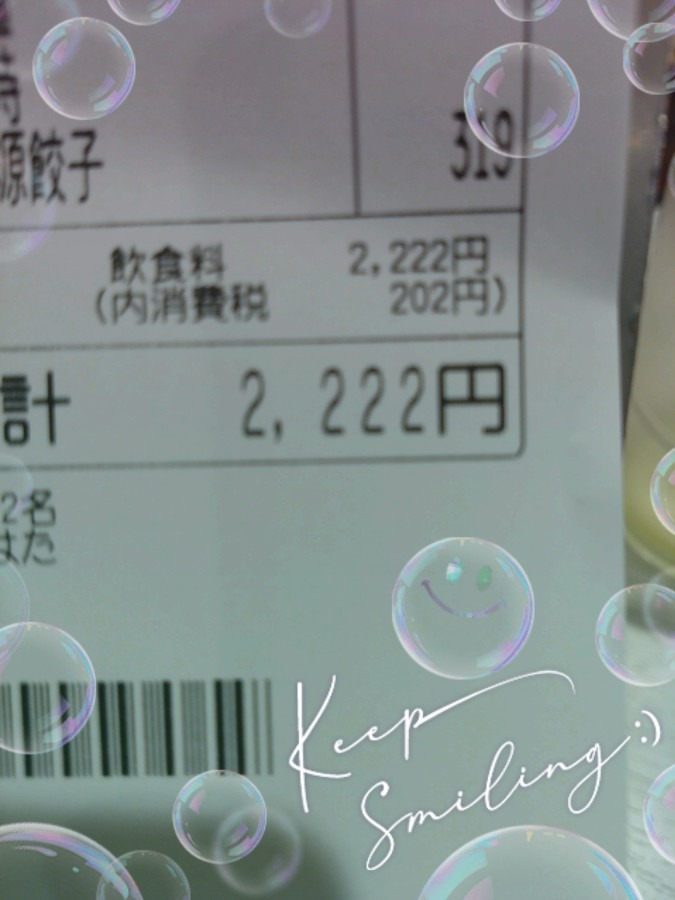 源餃子 319
飲食料 2,222円
(内消費税 202円)
計 2,222円
2名
Keep
Smiling :)